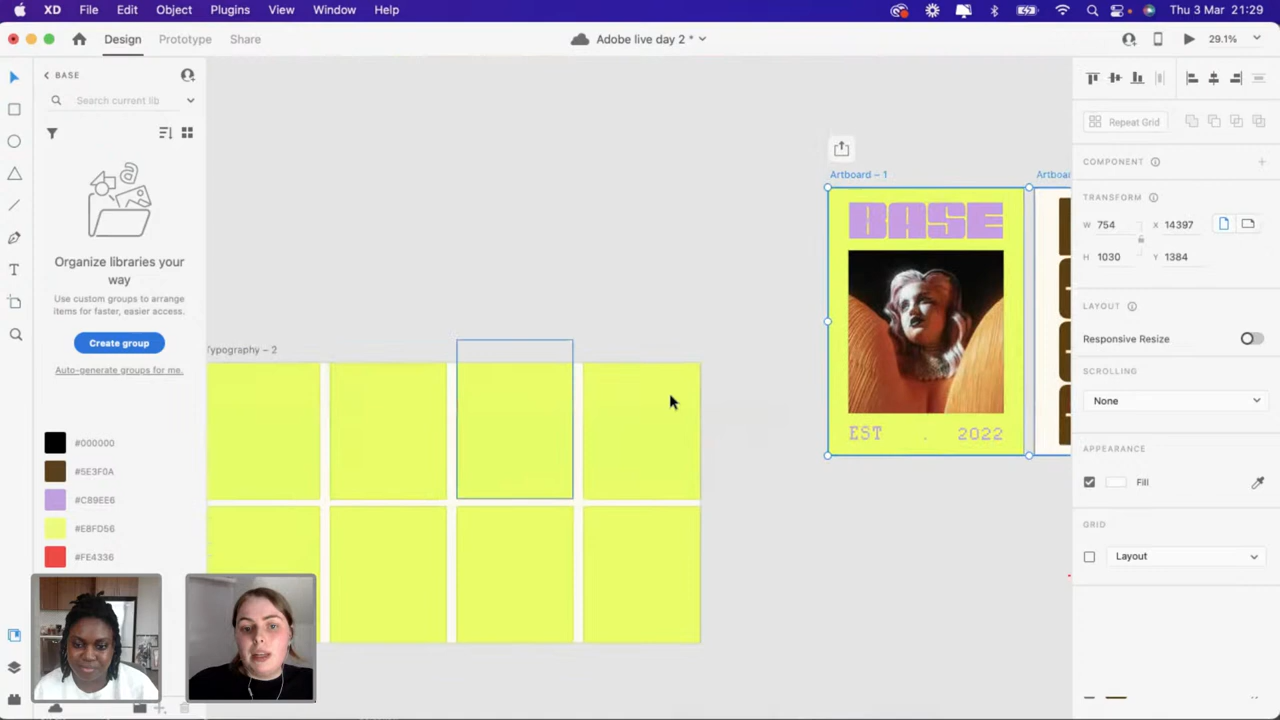 XD File Edit Object Plugins View Window Help Thu 3 Mar 21:29
Design Prototype Share Adobe live day 2 * 29.1%
BASE
Search current lib
Organize libraries your
way
Use custom groups to arrange
items for faster, easier access.
Create group
Auto-generate groups for me.
#000000
#5E3F0A
#C89EE6
#E8FD56
#FE4336
Typography – 2
Artboard – 1
BASE
EST . 2022
Repeat Grid
COMPONENT
TRANSFORM
W 754 X 14397
H 1030 Y 1384
LAYOUT
Responsive Resize
SCROLLING
None
APPEARANCE
Fill
GRID
Layout